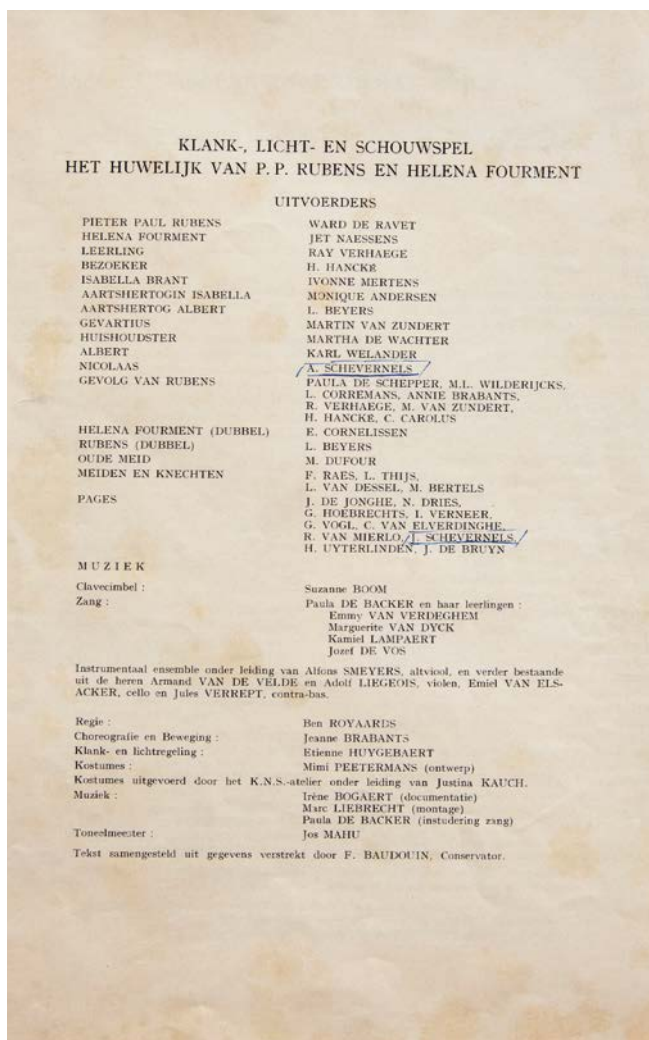 KLANK-, LICHT- EN SCHOUWSPEL
HET HUWELIJK VAN P. P. RUBENS EN HELENA FOURMENT
UITVOERDERS
PIETER PAUL RUBENS WARD DE RAVET
HELENA FOURMENT JET NAESSENS
LEERLING RAY VERHAEGE
BEZOEKER H. HANCKE
ISABELLA BRANT IVONNE MERTENS
AARTSHERTOGIN ISABELLA MONIQUE ANDERSEN
AARTSHERTOG ALBERT L. BEYERS
GEVARTIUS MARTIN VAN ZUNDERT
HUISHOUDSTER MARTHA DE WACHTER
ALBERT KARL WELANDER
NICOLAAS A. SCHEVERNELS
GEVOLG VAN RUBENS PAULA DE SCHEPPER, M.L. WILDERIJCKS,
L. CORREMANS, ANNIE BRABANTS,
R. VERHAEGE, M. VAN ZUNDERT,
H. HANCKE, C. CAROLUS
HELENA FOURMENT (DUBBEL) E. CORNELISSEN
RUBENS (DUBBEL) L. BEYERS
OUDE MEID M. DUFOUR
MEIDEN EN KNECHTEN F. RAES, L. THIJS,
L. VAN DESSEL, M. BERTELS
PAGES J. DE JONGHE, N. DRIES,
G. HOEBRECHTS, I. VERNEER,
G. VOGL, C. VAN ELVERDINGHE,
R. VAN MIERLO, J. SCHEVERNELS,
H. UYTERLINDEN, J. DE BRUYN
MUZIEK
Clavecimbel : Suzanne BOOM
Zang : Paula DE BACKER en haar leerlingen :
Emmy VAN VERDEGHEM
Marguerite VAN DYCK
Kamiel LAMPAERT
Jozef DE VOS
Instrumentaal ensemble onder leiding van Alfons SMEYERS, altviool, en verder bestaande
uit de heren Armand VAN DE VELDE en Adolf LIEGEOIS, violen, Emiel VAN ELS-
ACKER, cello en Jules VERREPT, contra-bas.
Regie : Ben ROYAARDS
Choreografie en Beweging : Jeanne BRABANTS
Klank- en lichtregeling : Etienne HUYGEBAERT
Kostumes : Mimi PEETERMANS (ontwerp)
Kostumes uitgevoerd door het K.N.S.-atelier onder leiding van Justina KAUCH.
Muziek : Irène BOGAERT (documentatie)
Marc LIEBRECHT (montage)
Paula DE BACKER (instudering zang)
Toneelmeester : Jos MAHU
Tekst samengesteld uit gegevens verstrekt door F. BAUDOUIN, Conservator.